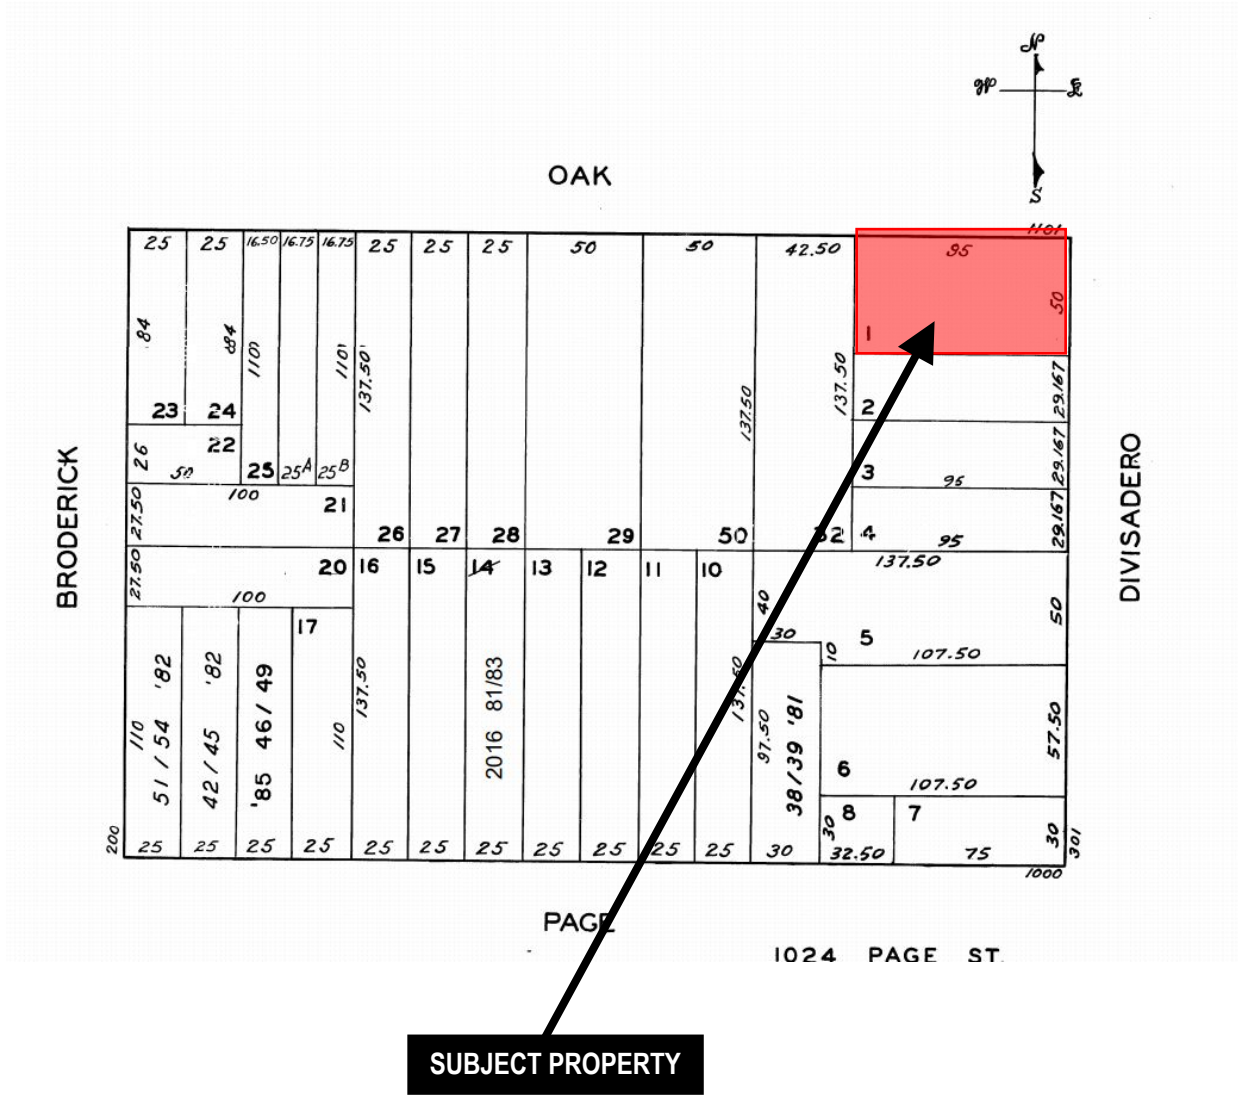 N
W E
S
OAK
1101
25 25 16.50 16.75 16.75 25 25 25 50 50 42.50 95
84 84 110 110 137.50 137.50 137.50 50
1
23 24 2 29.167
26 22 50 25 25A 25B 3 95 29.167
100 21 27.50
26 27 28 29 50 32 4 95 29.167
BRODERICK
DIVISADERO
27.50 20 16 15 14 13 12 11 10 137.50
100 17 40 30 10 5 107.50 50
110 51/54 '82 42/45 '82 '85 46/49 110 137.50 2016 81/83 137.50 97.50 38/39 '81 6 107.50 57.50
30 8 7 30
200 25 25 25 25 25 25 25 25 25 25 25 30 32.50 75 301
1000
PAGE
1024 PAGE ST.
SUBJECT PROPERTY